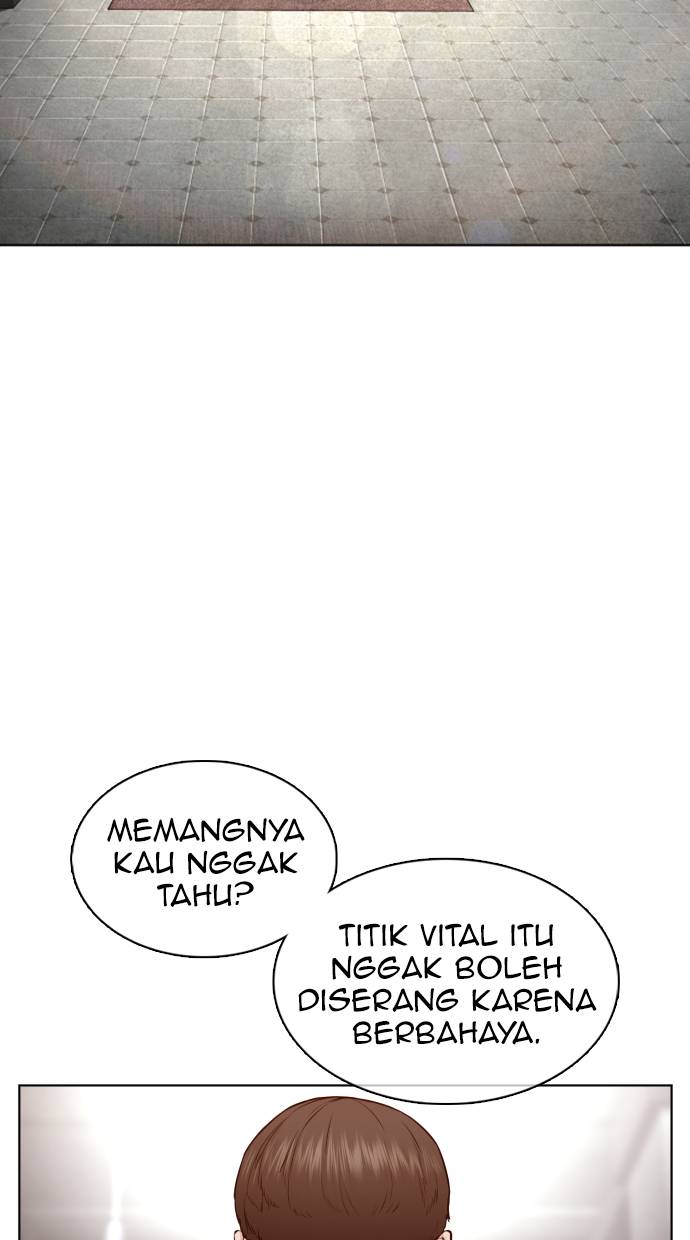 MEMANGNYA
KAU NGGAK
TAHU?
TITIK VITAL ITU
NGGAK BOLEH
DISERANG KARENA
BERBAHAYA.